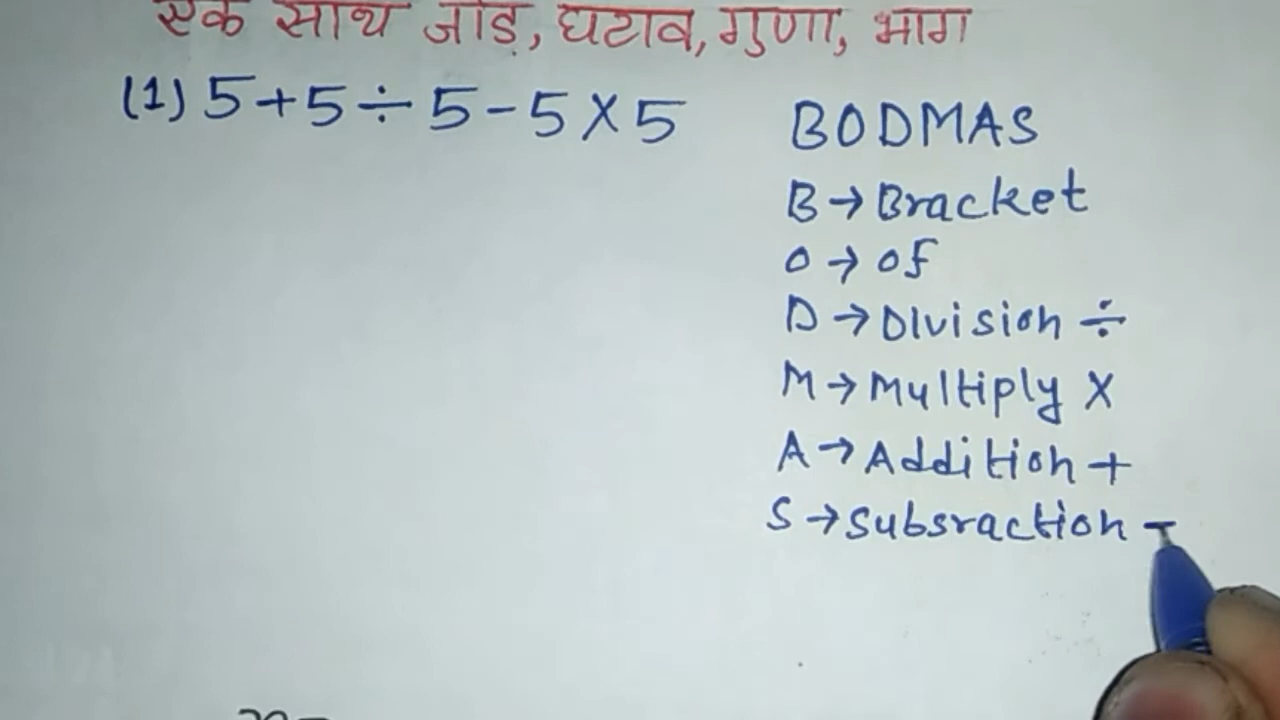 एक साथ जोड़, घटाव, गुणा, भाग
(1) 5+5÷5-5×5
BODMAS
B→Bracket
O→of
D→Division ÷
M→Multiply ×
A→Addition +
S→Subsraction -